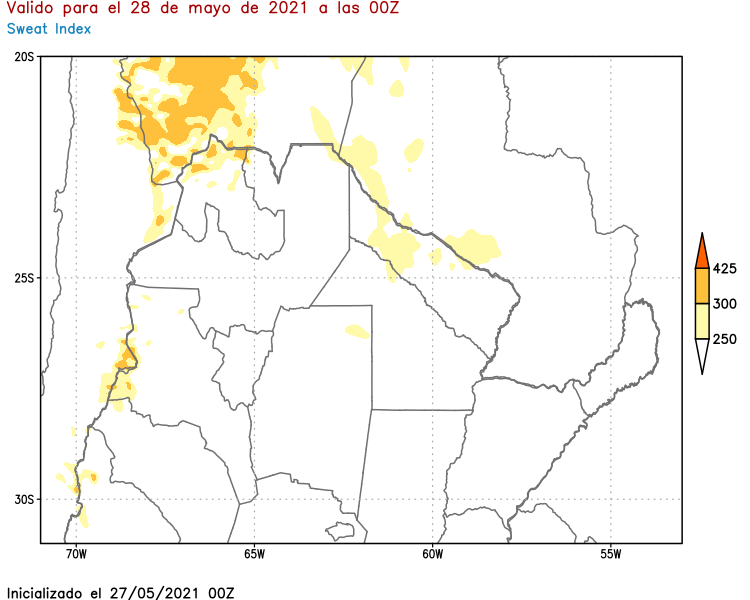 Valido para el 28 de mayo de 2021 a las 00Z
Sweat Index
20S
25S
30S
70W 65W 60W 55W
425
300
250
Inicializado el 27/05/2021 00Z